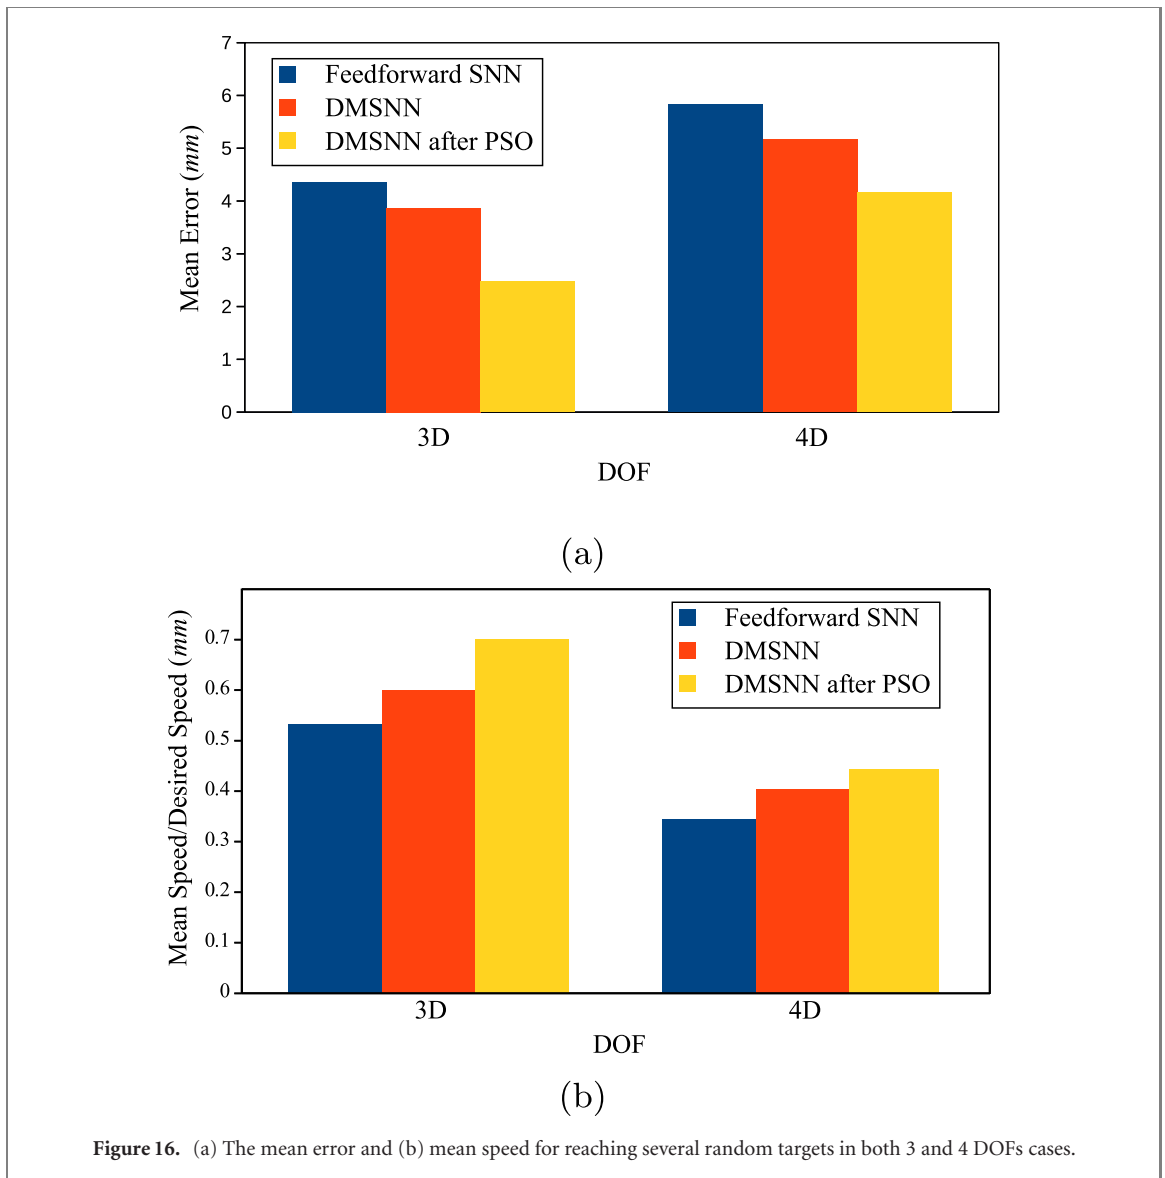 7
6
5
4
3
2
1
0
Mean Error (mm)
Feedforward SNN
DMSNN
DMSNN after PSO
3D
4D
DOF
(a)
0.7
0.6
0.5
0.4
0.3
0.2
0.1
0
Mean Speed/Desired Speed (mm)
Feedforward SNN
DMSNN
DMSNN after PSO
3D
4D
DOF
(b)
Figure 16. (a) The mean error and (b) mean speed for reaching several random targets in both 3 and 4 DOFs cases.